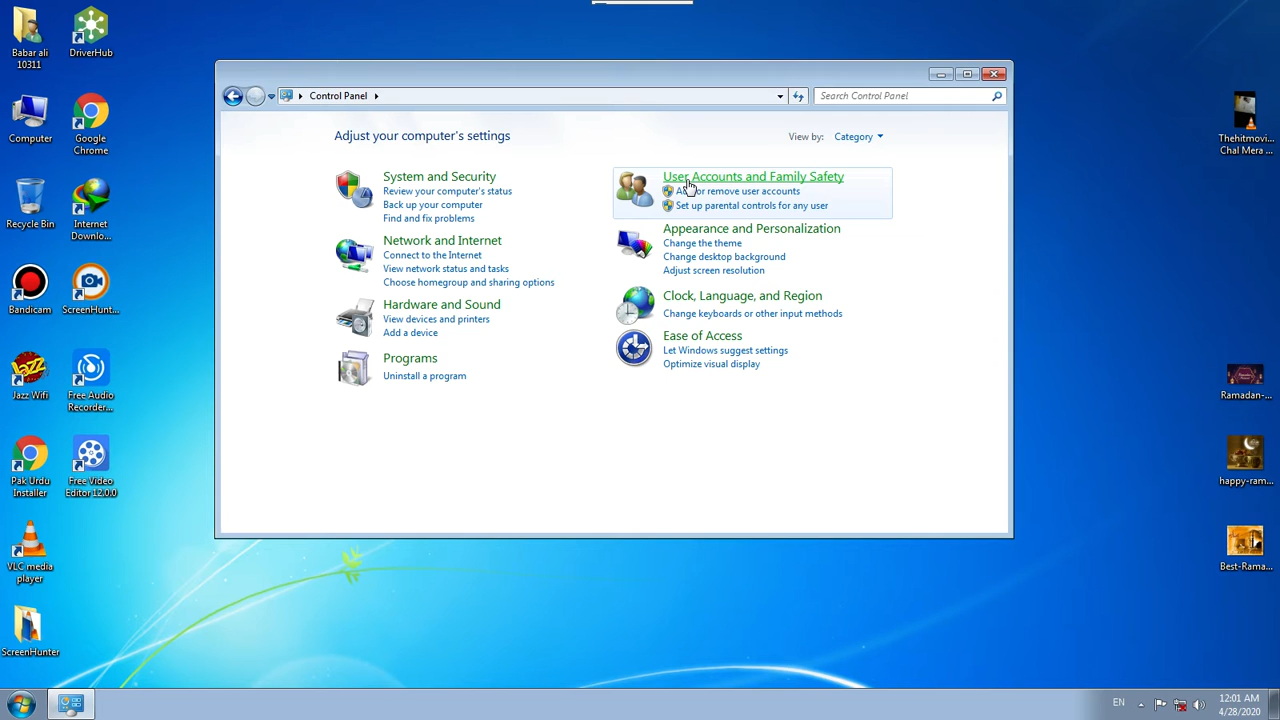 Babar ali
10311
DriverHub
Computer
Google
Chrome
Recycle Bin
Internet
Downlo...
Bandicam
ScreenHunt...
Jazz Wifi
Free Audio
Recorder...
Pak Urdu
Installer
Free Video
Editor 12.0.0
VLC media
player
ScreenHunter
Control Panel
Search Control Panel
Adjust your computer's settings
View by: Category
System and Security
Review your computer's status
Back up your computer
Find and fix problems
Network and Internet
Connect to the Internet
View network status and tasks
Choose homegroup and sharing options
Hardware and Sound
View devices and printers
Add a device
Programs
Uninstall a program
User Accounts and Family Safety
or remove user accounts
Set up parental controls for any user
Appearance and Personalization
Change the theme
Change desktop background
Adjust screen resolution
Clock, Language, and Region
Change keyboards or other input methods
Ease of Access
Let Windows suggest settings
Optimize visual display
Thehitmovi...
Chal Mera ...
Ramadan-...
happy-ram...
Best-Rama...
EN
12:01 AM
4/28/2020